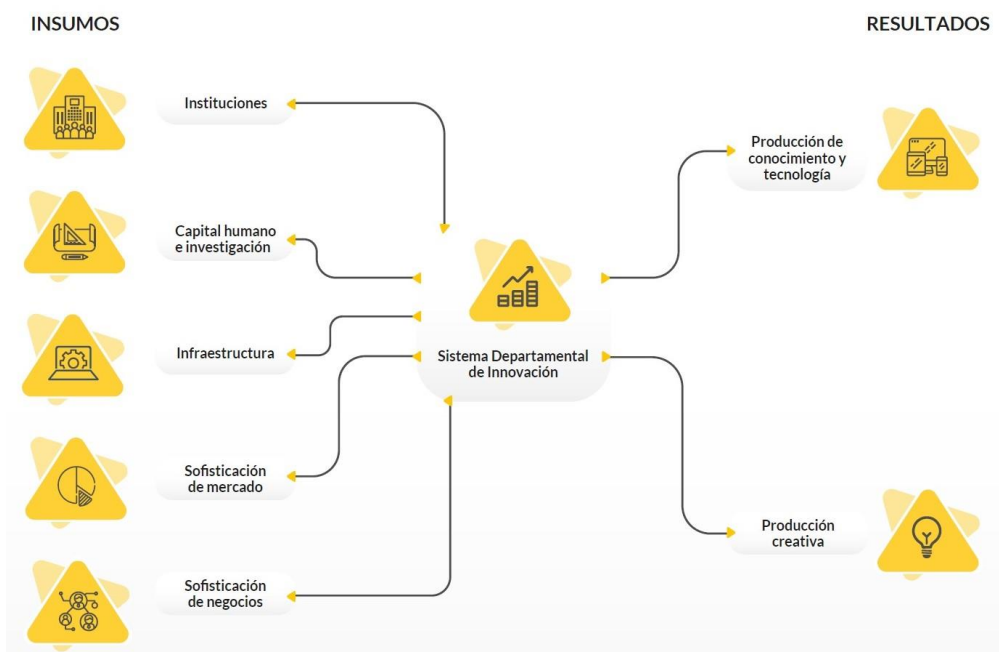 INSUMOS
RESULTADOS
Instituciones
Capital humano
e investigación
Infraestructura
Sofisticación
de mercado
Sofisticación
de negocios
Sistema Departamental
de Innovación
Producción de
conocimiento y
tecnología
Producción
creativa